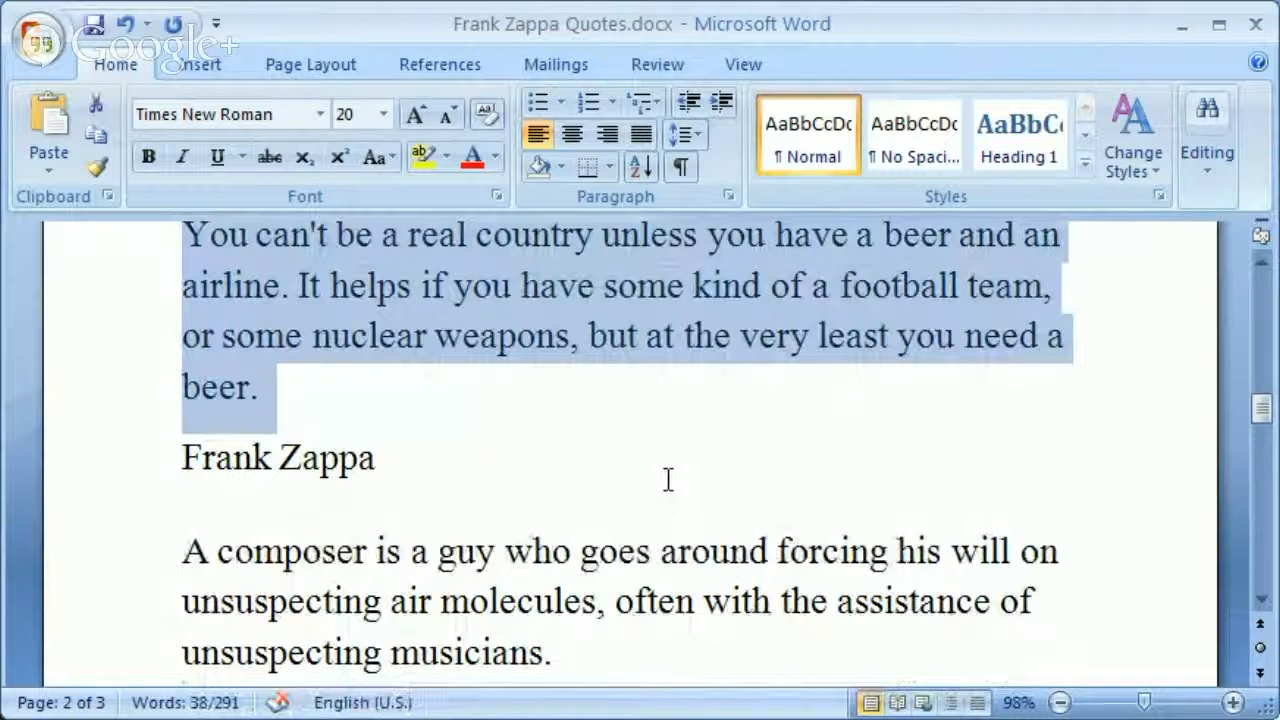 Frank Zappa Quotes.docx - Microsoft Word
Google+
Home Insert Page Layout References Mailings Review View
Times New Roman 20
Paste
AaBbCcDc AaBbCcDc AaBbCc
¶ Normal ¶ No Spaci... Heading 1
Change Styles
Editing
Clipboard Font Paragraph Styles
You can't be a real country unless you have a beer and an
airline. It helps if you have some kind of a football team,
or some nuclear weapons, but at the very least you need a
beer.
Frank Zappa
A composer is a guy who goes around forcing his will on
unsuspecting air molecules, often with the assistance of
unsuspecting musicians.
Page: 2 of 3 Words: 38/291 English (U.S.) 98%